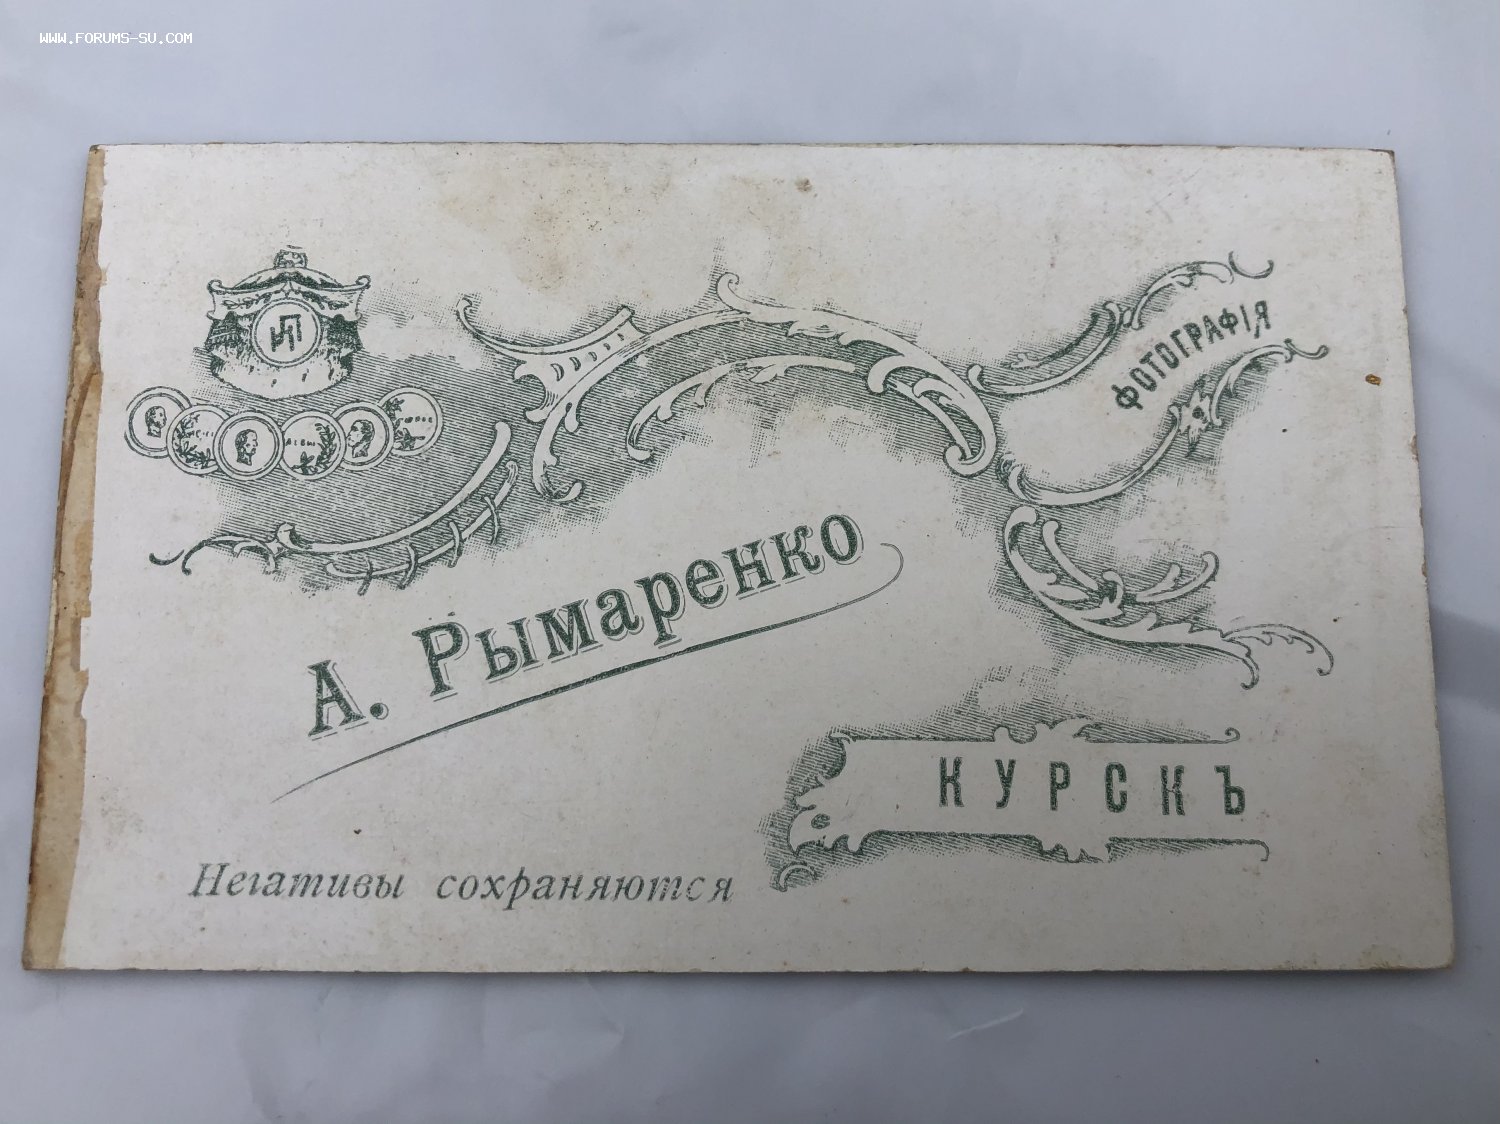 WWW.FORUMS-SU.COM
ФОТОГРАФІЯ
А. Рымаренко
КУРСКЪ
Негативы сохраняются